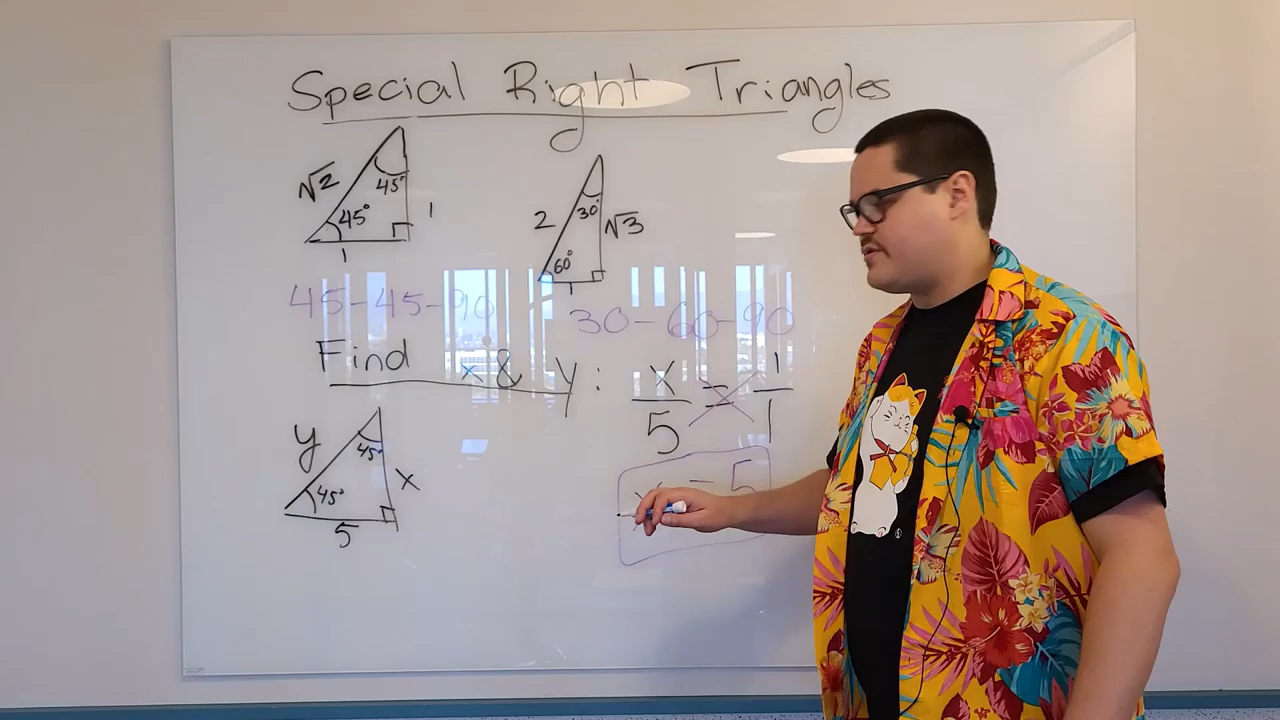 Special Right Triangles
√2 45° 45° 1 1
2 30° √3 60° 1
45-45-90 30-60-90
Find x & y:
x/5 = 1/1
y 45° 45° x 5
x = 5